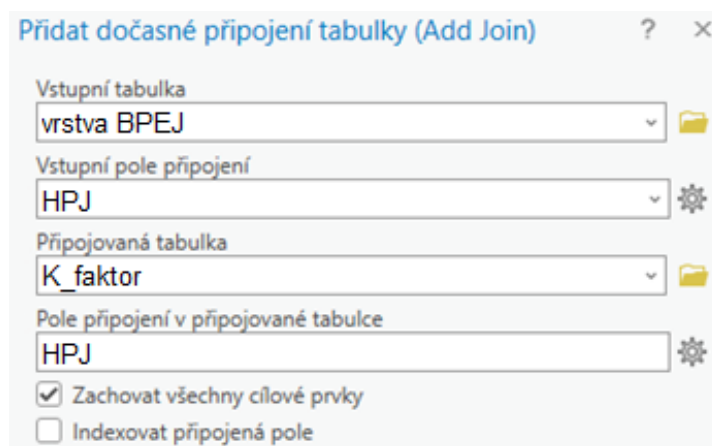 Přidat dočasné připojení tabulky (Add Join) ? ×
Vstupní tabulka
vrstva BPEJ
Vstupní pole připojení
HPJ
Připojovaná tabulka
K_faktor
Pole připojení v připojované tabulce
HPJ
Zachovat všechny cílové prvky
Indexovat připojená pole